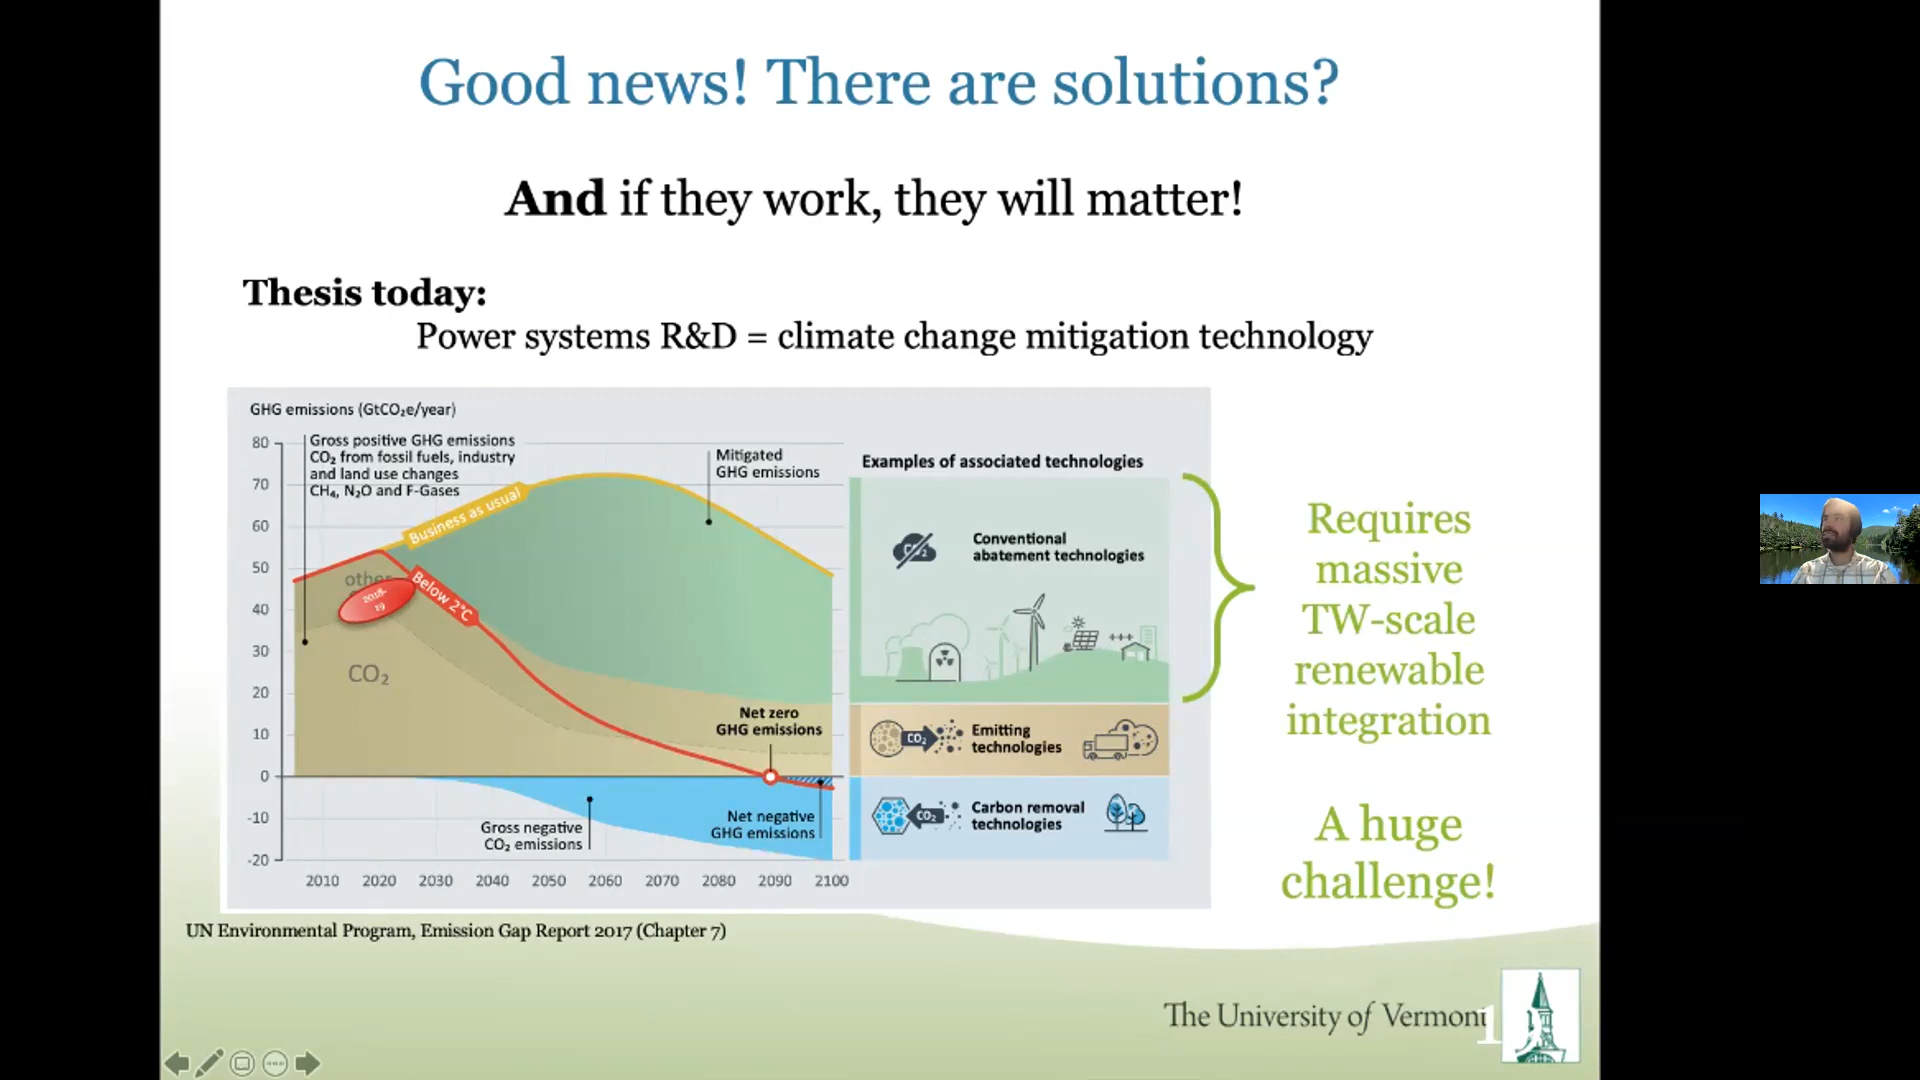 Good news! There are solutions?
And if they work, they will matter!
Thesis today:
Power systems R&D = climate change mitigation technology
GHG emissions (GtCO₂e/year)
Gross positive GHG emissions
CO₂ from fossil fuels, industry
and land use changes
CH₄, N₂O and F-Gases
80
70
60
50
40
30
20
10
0
-10
-20
Business as usual
Mitigated
GHG emissions
other
2018-
19
Below 2°C
CO₂
Net zero
GHG emissions
Gross negative
CO₂ emissions
Net negative
GHG emissions
2010 2020 2030 2040 2050 2060 2070 2080 2090 2100
Examples of associated technologies
CO₂
Conventional
abatement technologies
CO₂
Emitting
technologies
CO₂
Carbon removal
technologies
Requires
massive
TW-scale
renewable
integration
A huge
challenge!
UN Environmental Program, Emission Gap Report 2017 (Chapter 7)
The University of Vermont